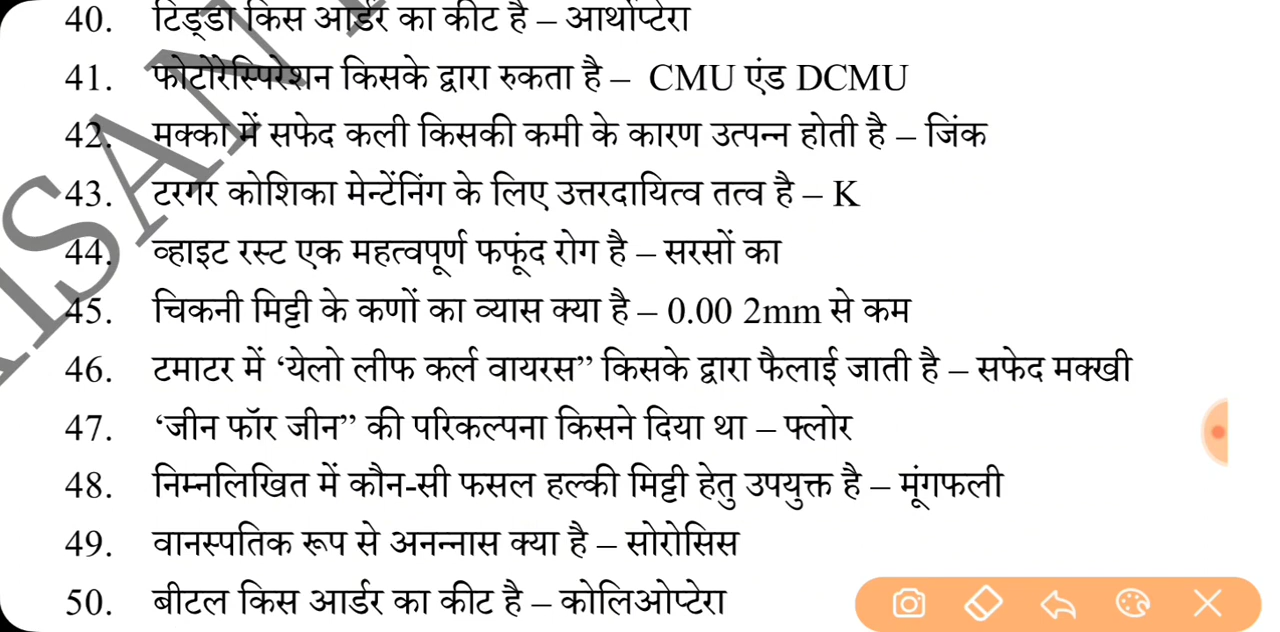 40. टिड्डा किस आर्डर का कीट है – आर्थोप्टेरा
41. फोटोरेस्पिरेशन किसके द्वारा रुकता है – CMU एंड DCMU
42. मक्का में सफेद कली किसकी कमी के कारण उत्पन्न होती है – जिंक
43. टरगर कोशिका मेन्टेंनिंग के लिए उत्तरदायित्व तत्व है – K
44. व्हाइट रस्ट एक महत्वपूर्ण फफूंद रोग है – सरसों का
45. चिकनी मिट्टी के कणों का व्यास क्या है – 0.00 2mm से कम
46. टमाटर में ‘येलो लीफ कर्ल वायरस” किसके द्वारा फैलाई जाती है – सफेद मक्खी
47. ‘जीन फॉर जीन” की परिकल्पना किसने दिया था – फ्लोर
48. निम्नलिखित में कौन-सी फसल हल्की मिट्टी हेतु उपयुक्त है – मूंगफली
49. वानस्पतिक रूप से अनन्नास क्या है – सोरोसिस
50. बीटल किस आर्डर का कीट है – कोलिओप्टेरा